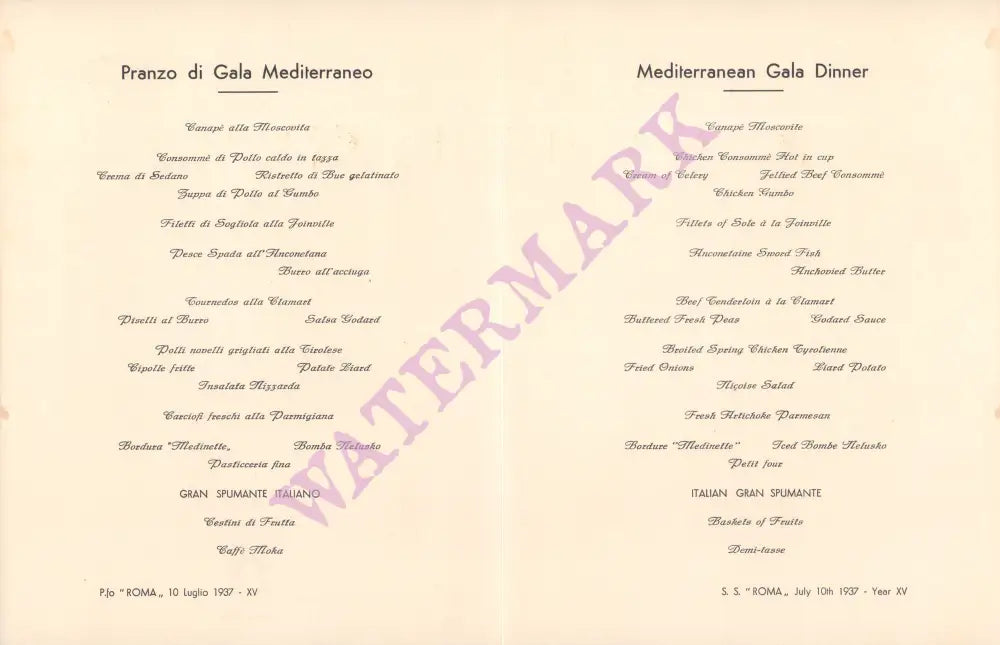 Pranzo di Gala Mediterraneo
Canapè alla Moscovita
Consommè di Pollo caldo in tazza
Crema di Sedano Ristretto di Bue gelatinato
Zuppa di Pollo al Gumbo
Filetti di Sogliola alla Joinville
Pesce Spada all'Anconetana
Burro all'acciuga
Tournedos alla Clamart
Piselli al Burro Salsa Godard
Polli novelli grigliati alla Tirolese
Cipolle fritte Patate Liard
Insalata Nizzarda
Carciofi freschi alla Parmigiana
Bordura "Medinette„ Bomba Nelusko
Pasticceria fina
GRAN SPUMANTE ITALIANO
Cestini di Frutta
Caffè Moka
P.fo "ROMA„ 10 Luglio 1937 - XV
Mediterranean Gala Dinner
Canapé Moscovite
Chicken Consommè Hot in cup
Cream of Celery Jellied Beef Consommè
Chicken Gumbo
Fillets of Sole à la Joinville
Anconetaine Sword Fish
Anchovied Butter
Beef Tenderloin à la Clamart
Buttered Fresh Peas Godard Sauce
Broiled Spring Chicken Tyrolienne
Fried Onions Liard Potato
Niçoise Salad
Fresh Artichoke Parmesan
Bordure "Medinette" Iced Bombe Nelusko
Petit four
ITALIAN GRAN SPUMANTE
Baskets of Fruits
Demi-tasse
S. S. "ROMA„ July 10th 1937 - Year XV
WATERMARK